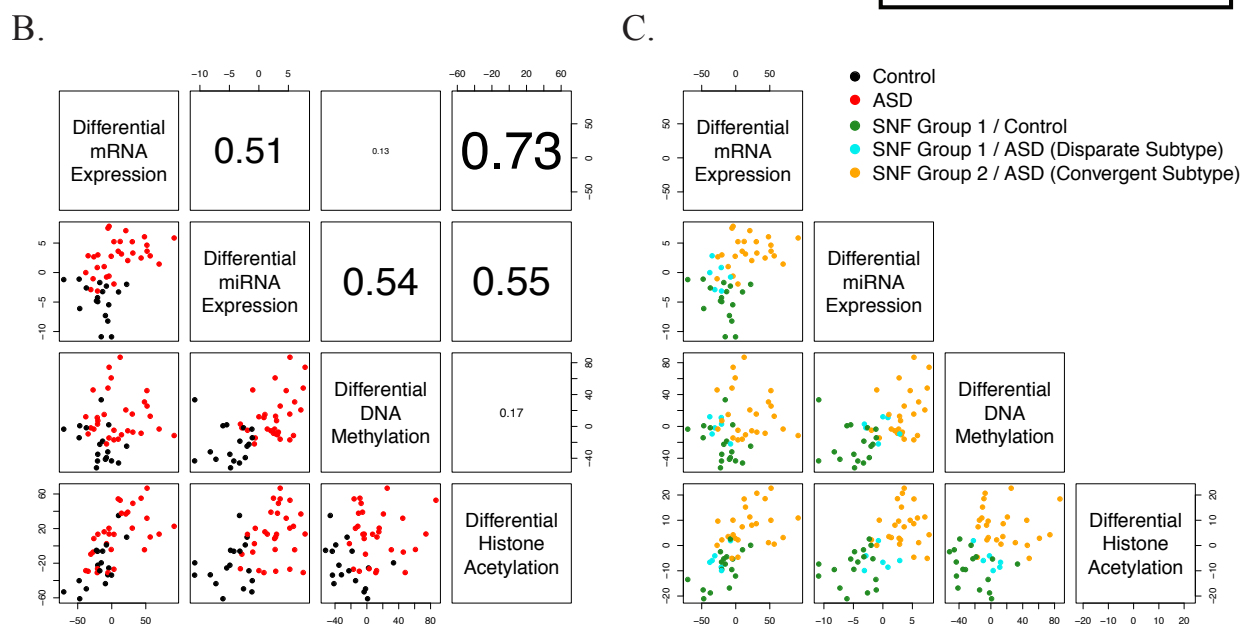 B.
C.
−10 −5 0 5
−60 −20 20 60
Differential
mRNA
Expression
0.51
0.13
0.73
−50 0 50
Differential
miRNA
Expression
0.54
0.55
−10 −5 0 5
Differential
DNA
Methylation
0.17
−40 0 40 80
Differential
Histone
Acetylation
−60 −20 20 60
−50 0 50
−40 0 40 80
−50 0 50
Control
ASD
SNF Group 1 / Control
SNF Group 1 / ASD (Disparate Subtype)
SNF Group 2 / ASD (Convergent Subtype)
Differential
mRNA
Expression
−50 0 50
Differential
miRNA
Expression
−10 −5 0 5
Differential
DNA
Methylation
−40 0 40 80
Differential
Histone
Acetylation
−20 −10 0 10 20
−20 −10 0 10 20
−50 0 50
−10 −5 0 5
−40 0 40 80
−20 −10 0 10 20